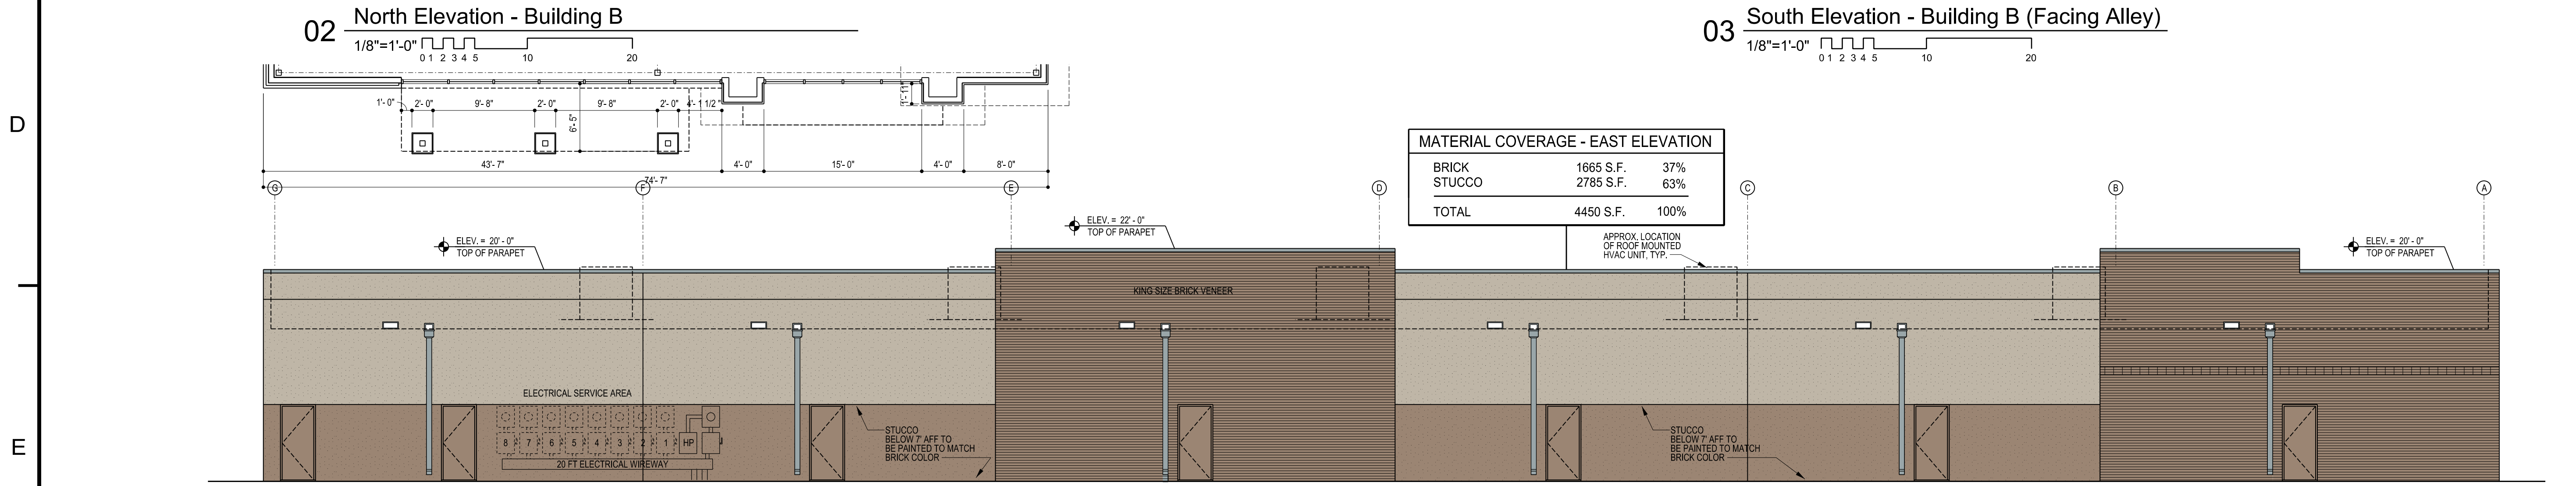 02 North Elevation - Building B
1/8"=1'-0"
0 1 2 3 4 5 10 20
03 South Elevation - Building B (Facing Alley)
1/8"=1'-0"
0 1 2 3 4 5 10 20
D
1'- 0" 2'- 0" 9'- 8" 2'- 0" 9'- 8" 2'- 0" 4'- 1 1/2"
6'- 5"
1'- 11"
43'- 7" 4'- 0" 15'- 0" 4'- 0" 8'- 0"
74'- 7"
G F E D C B A
MATERIAL COVERAGE - EAST ELEVATION
BRICK 1665 S.F. 37%
STUCCO 2785 S.F. 63%
TOTAL 4450 S.F. 100%
ELEV. = 20' - 0"
TOP OF PARAPET
ELEV. = 22' - 0"
TOP OF PARAPET
APPROX. LOCATION
OF ROOF MOUNTED
HVAC UNIT, TYP.
ELEV. = 20' - 0"
TOP OF PARAPET
KING SIZE BRICK VENEER
ELECTRICAL SERVICE AREA
8 7 6 5 4 3 2 1 HP
20 FT ELECTRICAL WIREWAY
STUCCO
BELOW 7' AFF TO
BE PAINTED TO MATCH
BRICK COLOR
STUCCO
BELOW 7' AFF TO
BE PAINTED TO MATCH
BRICK COLOR
E